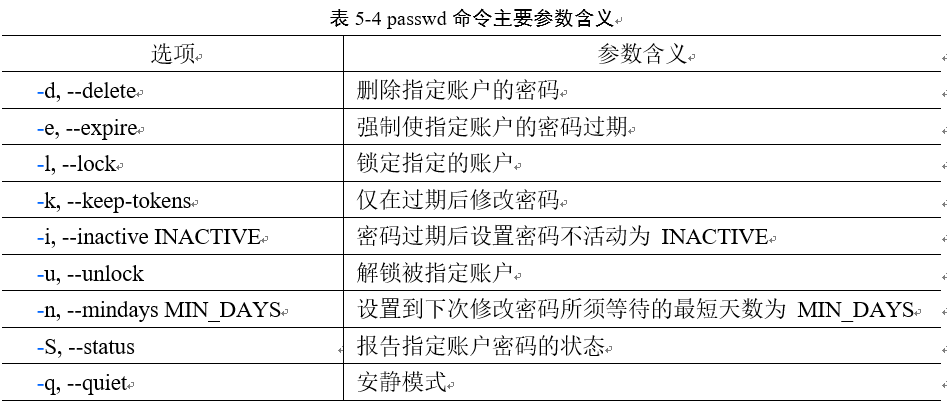 表 5-4 passwd 命令主要参数含义
选项 参数含义
-d, --delete 删除指定账户的密码
-e, --expire 强制使指定账户的密码过期
-l, --lock 锁定指定的账户
-k, --keep-tokens 仅在过期后修改密码
-i, --inactive INACTIVE 密码过期后设置密码不活动为 INACTIVE
-u, --unlock 解锁被指定账户
-n, --mindays MIN_DAYS 设置到下次修改密码所须等待的最短天数为 MIN_DAYS
-S, --status 报告指定账户密码的状态
-q, --quiet 安静模式